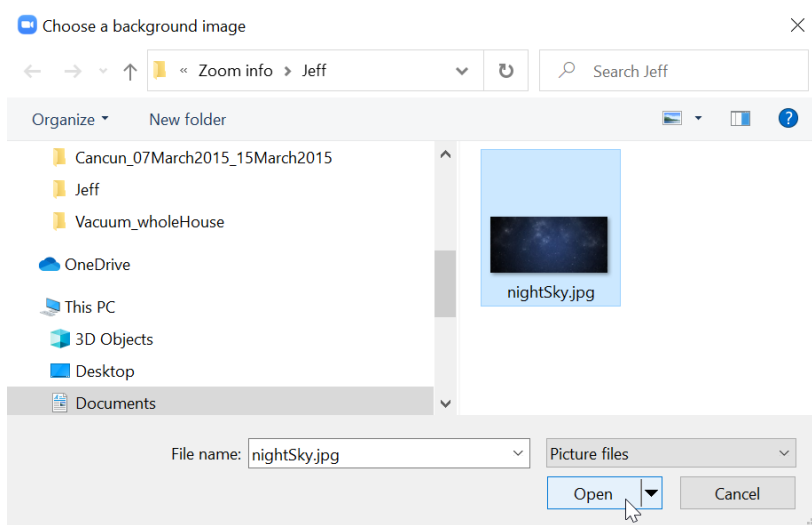 Choose a background image
« Zoom info > Jeff
Search Jeff
Organize
New folder
Cancun_07March2015_15March2015
Jeff
Vacuum_wholeHouse
OneDrive
This PC
3D Objects
Desktop
Documents
nightSky.jpg
File name: nightSky.jpg
Picture files
Open
Cancel